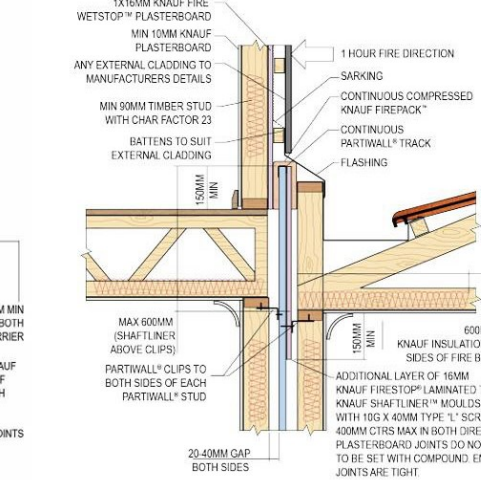 1X16MM KNAUF FIRE
WETSTOP™ PLASTERBOARD
MIN 10MM KNAUF
PLASTERBOARD
ANY EXTERNAL CLADDING TO
MANUFACTURERS DETAILS
MIN 90MM TIMBER STUD
WITH CHAR FACTOR 23
BATTENS TO SUIT
EXTERNAL CLADDING
150MM
MIN
1 HOUR FIRE DIRECTION
SARKING
CONTINUOUS COMPRESSED
KNAUF FIREPACK™
CONTINUOUS
PARTIWALL® TRACK
FLASHING
MAX 600MM
(SHAFTLINER
ABOVE CLIPS)
PARTIWALL® CLIPS TO
BOTH SIDES OF EACH
PARTIWALL® STUD
20-40MM GAP
BOTH SIDES
150MM
MIN
600
KNAUF INSULATIO
SIDES OF FIRE B
ADDITIONAL LAYER OF 16MM
KNAUF FIRESTOP® LAMINATED T
KNAUF SHAFTLINER™ MOULDS
WITH 10G X 40MM TYPE "L" SCR
400MM CTRS MAX IN BOTH DIRE
PLASTERBOARD JOINTS DO NO
TO BE SET WITH COMPOUND. EN
JOINTS ARE TIGHT.
M MIN
BOTH
RRIER
AUF
F
H
OINTS